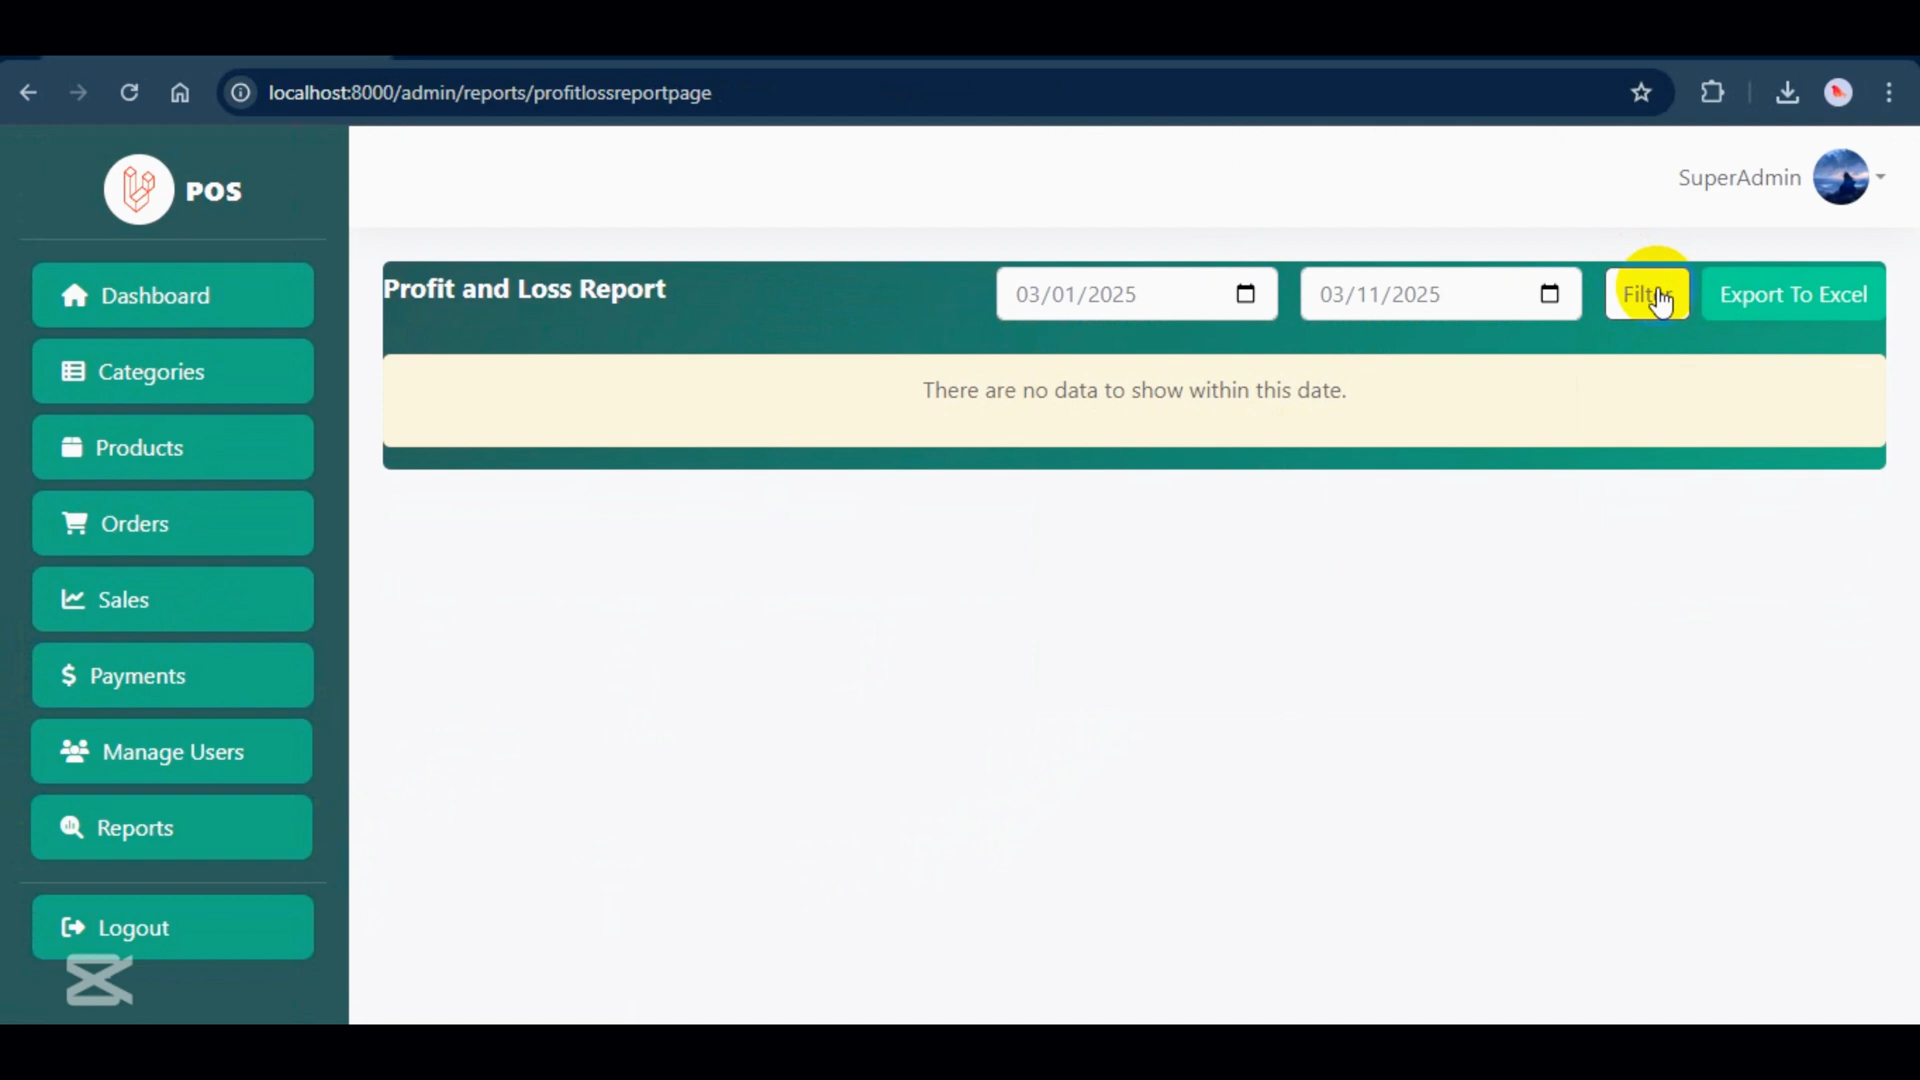 localhost:8000/admin/reports/profitlossreportpage
POS
SuperAdmin
Dashboard
Categories
Products
Orders
Sales
Payments
Manage Users
Reports
Logout
Profit and Loss Report
03/01/2025
03/11/2025
Filter
Export To Excel
There are no data to show within this date.